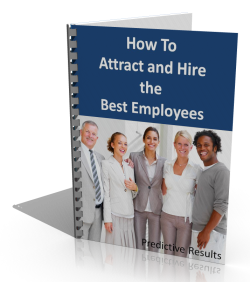 How To
Attract and Hire
the
Best Employees
Predictive Results